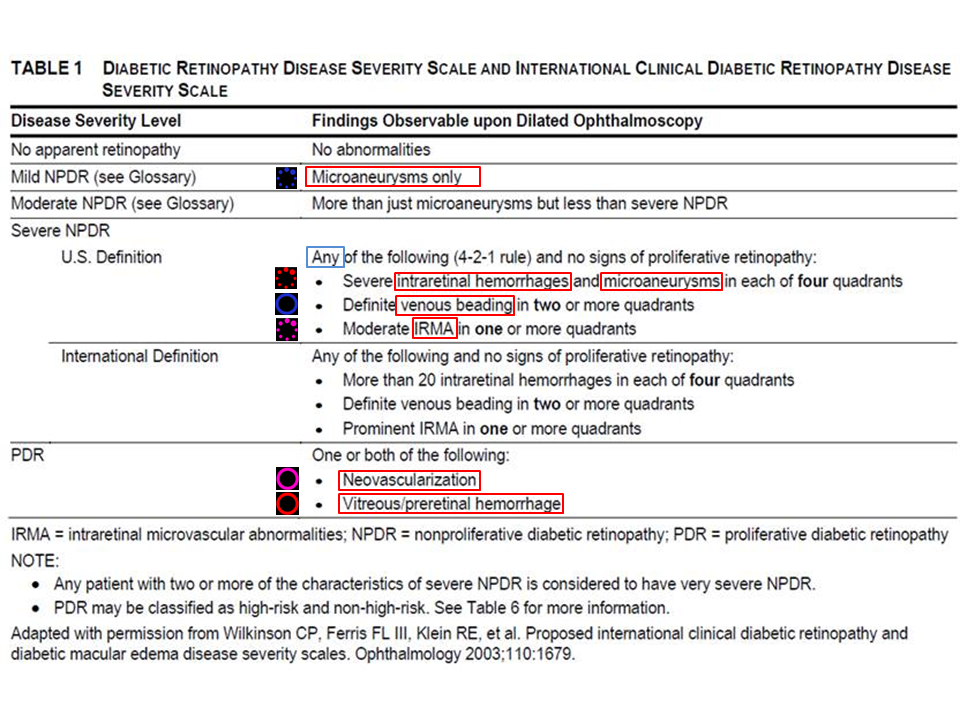 TABLE 1 DIABETIC RETINOPATHY DISEASE SEVERITY SCALE AND INTERNATIONAL CLINICAL DIABETIC RETINOPATHY DISEASE
SEVERITY SCALE
Disease Severity Level Findings Observable upon Dilated Ophthalmoscopy
No apparent retinopathy No abnormalities
Mild NPDR (see Glossary) Microaneurysms only
Moderate NPDR (see Glossary) More than just microaneurysms but less than severe NPDR
Severe NPDR
U.S. Definition Any of the following (4-2-1 rule) and no signs of proliferative retinopathy:
• Severe intraretinal hemorrhages and microaneurysms in each of four quadrants
• Definite venous beading in two or more quadrants
• Moderate IRMA in one or more quadrants
International Definition Any of the following and no signs of proliferative retinopathy:
• More than 20 intraretinal hemorrhages in each of four quadrants
• Definite venous beading in two or more quadrants
• Prominent IRMA in one or more quadrants
PDR One or both of the following:
• Neovascularization
• Vitreous/preretinal hemorrhage
IRMA = intraretinal microvascular abnormalities; NPDR = nonproliferative diabetic retinopathy; PDR = proliferative diabetic retinopathy
NOTE:
• Any patient with two or more of the characteristics of severe NPDR is considered to have very severe NPDR.
• PDR may be classified as high-risk and non-high-risk. See Table 6 for more information.
Adapted with permission from Wilkinson CP, Ferris FL III, Klein RE, et al. Proposed international clinical diabetic retinopathy and
diabetic macular edema disease severity scales. Ophthalmology 2003;110:1679.